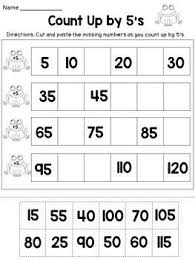 Name
Count Up by 5's
Directions: Cut and paste the missing numbers as you count up by 5's.
5 10 20 30
35 45
65 75 85
95 110 120
15 55 40 100 70 105
80 25 90 50 60 115